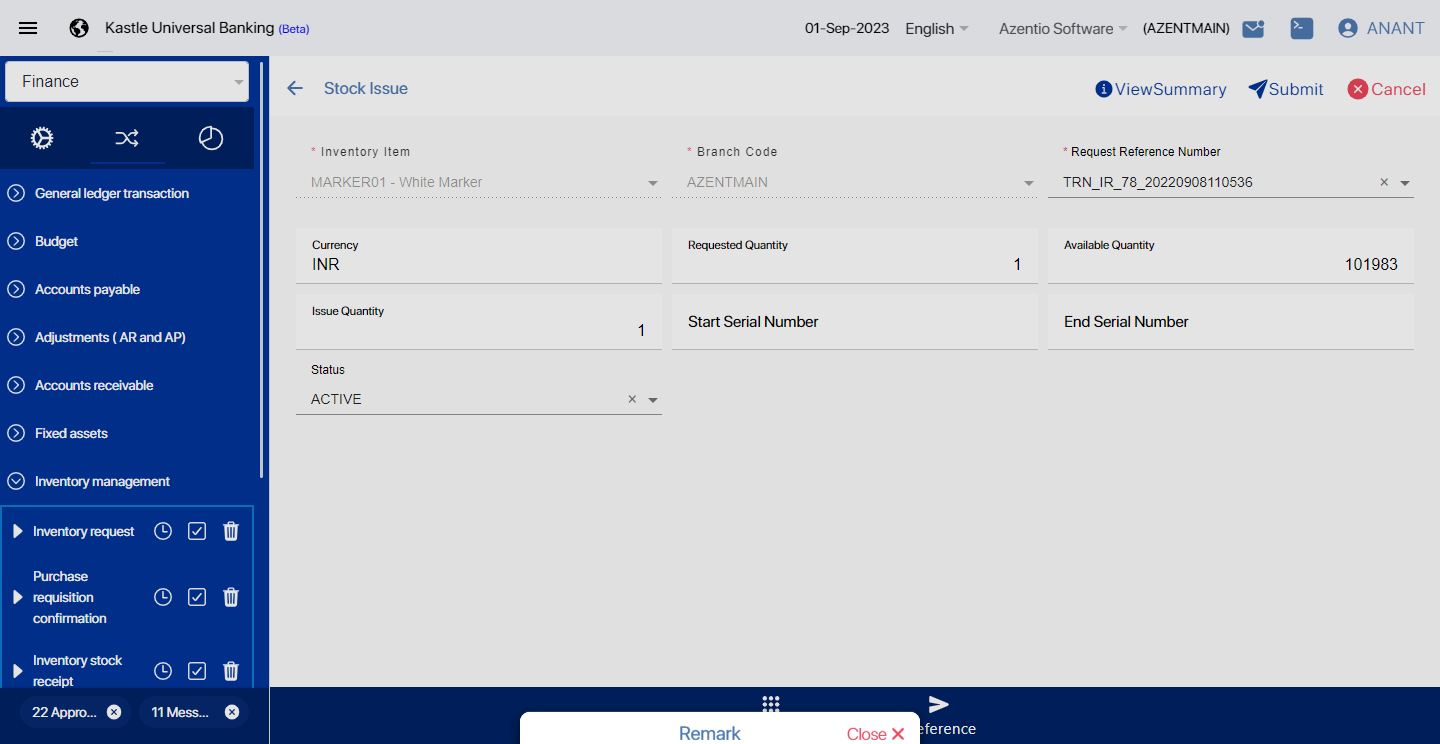 Kastle Universal Banking (Beta)
01-Sep-2023
English
Azentio Software
(AZENTMAIN)
ANANT
Finance
Stock Issue
ViewSummary
Submit
Cancel
General ledger transaction
Budget
Accounts payable
Adjustments ( AR and AP)
Accounts receivable
Fixed assets
Inventory management
Inventory request
Purchase
requisition
confirmation
Inventory stock
receipt
22 Appro...
11 Mess...
* Inventory Item
MARKER01 - White Marker
* Branch Code
AZENTMAIN
* Request Reference Number
TRN_IR_78_20220908110536
Currency
INR
Requested Quantity
1
Available Quantity
101983
Issue Quantity
1
Start Serial Number
End Serial Number
Status
ACTIVE
eference
Remark
Close